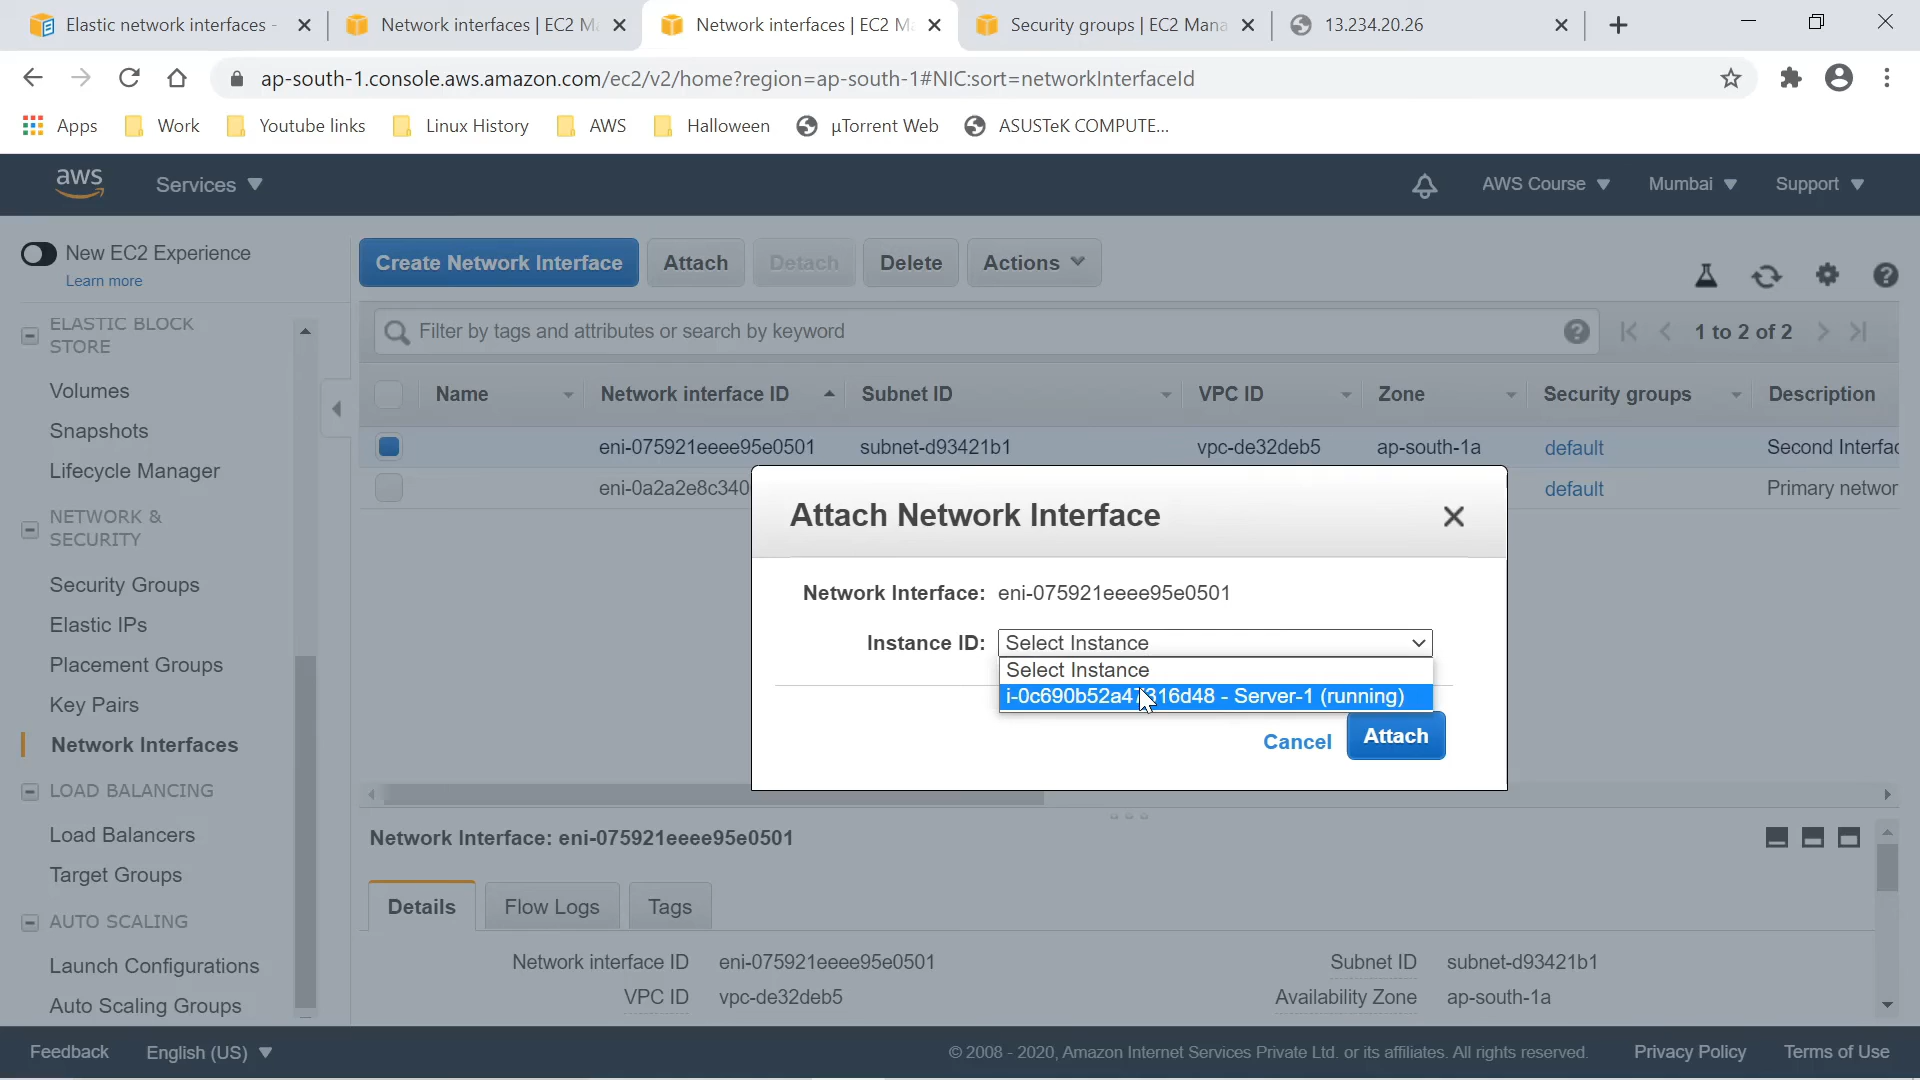 Elastic network interfaces -
Network interfaces | EC2 M
Network interfaces | EC2 M
Security groups | EC2 Mana
13.234.20.26
ap-south-1.console.aws.amazon.com/ec2/v2/home?region=ap-south-1#NIC:sort=networkInterfaceId
Apps
Work
Youtube links
Linux History
AWS
Halloween
µTorrent Web
ASUSTeK COMPUTE...
aws
Services
AWS Course
Mumbai
Support
New EC2 Experience
Learn more
Create Network Interface
Attach
Detach
Delete
Actions
ELASTIC BLOCK
STORE
Volumes
Snapshots
Lifecycle Manager
NETWORK &
SECURITY
Security Groups
Elastic IPs
Placement Groups
Key Pairs
Network Interfaces
LOAD BALANCING
Load Balancers
Target Groups
AUTO SCALING
Launch Configurations
Auto Scaling Groups
Filter by tags and attributes or search by keyword
1 to 2 of 2
Name
Network interface ID
Subnet ID
VPC ID
Zone
Security groups
Description
eni-075921eeee95e0501
subnet-d93421b1
vpc-de32deb5
ap-south-1a
default
Second Interfac
eni-0a2a2e8c340
default
Primary networ
Attach Network Interface
Network Interface: eni-075921eeee95e0501
Instance ID: Select Instance
Select Instance
i-0c690b52a47316d48 - Server-1 (running)
Cancel
Attach
Network Interface: eni-075921eeee95e0501
Details
Flow Logs
Tags
Network interface ID eni-075921eeee95e0501
Subnet ID subnet-d93421b1
VPC ID vpc-de32deb5
Availability Zone ap-south-1a
Feedback
English (US)
© 2008 - 2020, Amazon Internet Services Private Ltd. or its affiliates. All rights reserved.
Privacy Policy
Terms of Use